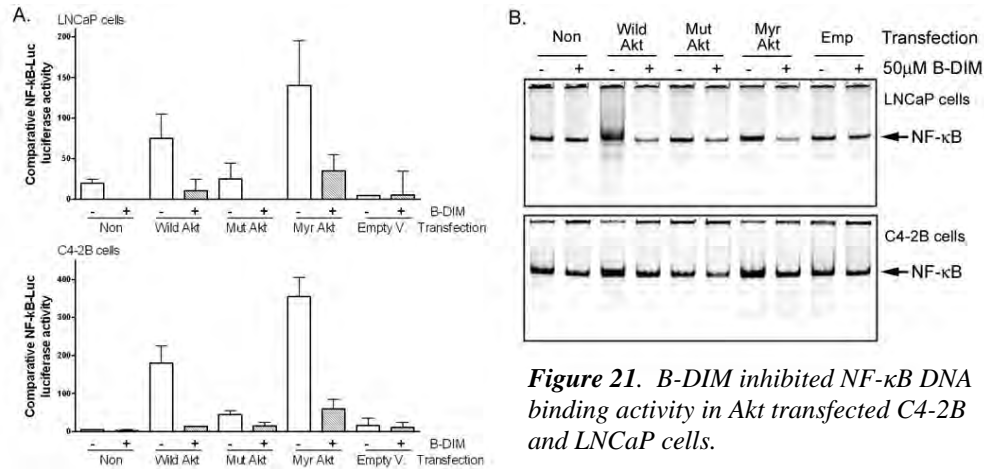 A.
LNCaP cells
Comparative NF-kB-Luc
luciferase activity
200
150
100
50
0
- + - + - + - + - + B-DIM
Non Wild Akt Mut Akt Myr Akt Empty V. Transfection
C4-2B cells
Comparative NF-kB-Luc
luciferase activity
400
300
200
100
0
- + - + - + - + - + B-DIM
Non Wild Akt Mut Akt Myr Akt Empty V. Transfection
B.
Non Wild Akt Mut Akt Myr Akt Emp Transfection
- + - + - + - + - + 50μM B-DIM
LNCaP cells
NF-κB
C4-2B cells
NF-κB
Figure 21. B-DIM inhibited NF-κB DNA
binding activity in Akt transfected C4-2B
and LNCaP cells.